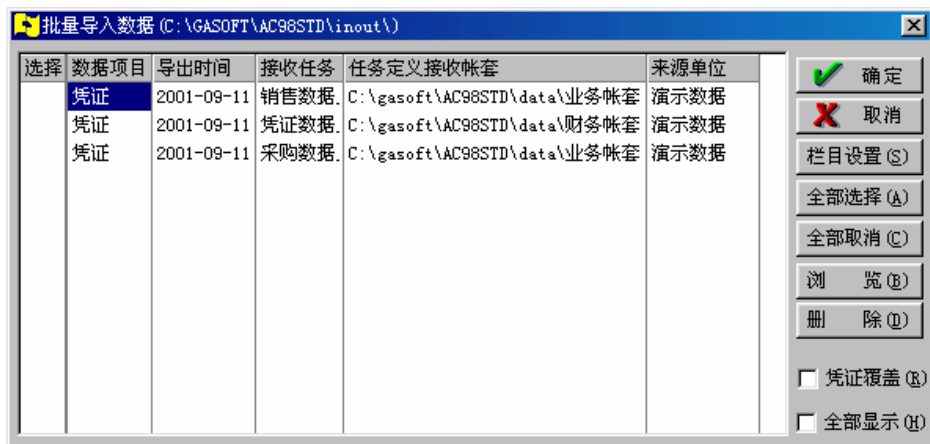 批量导入数据(C:\GASOFT\AC98STD\inout\)
选择 数据项目 导出时间 接收任务 任务定义接收帐套 来源单位
凭证 2001-09-11 销售数据. C:\gasoft\AC98STD\data\业务帐套 演示数据
凭证 2001-09-11 凭证数据. C:\gasoft\AC98STD\data\财务帐套 演示数据
凭证 2001-09-11 采购数据. C:\gasoft\AC98STD\data\业务帐套 演示数据
确定
取消
栏目设置(S)
全部选择(A)
全部取消(C)
浏 览(B)
删 除(D)
凭证覆盖(R)
全部显示(H)